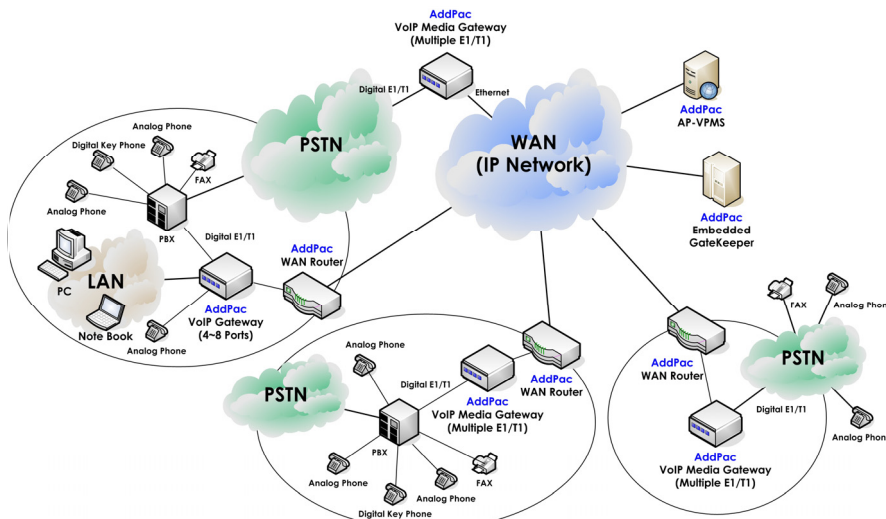 AddPac
VoIP Media Gateway
(Multiple E1/T1)
Digital E1/T1
Ethernet
PSTN
WAN
(IP Network)
AddPac
AP-VPMS
AddPac
Embedded
GateKeeper
Analog Phone
Digital Key Phone
FAX
Analog Phone
PBX
Digital E1/T1
AddPac
WAN Router
PC
LAN
Note Book
AddPac
VoIP Gateway
(4~8 Ports)
Analog Phone
PSTN
Analog Phone
Digital E1/T1
AddPac
VoIP Media Gateway
(Multiple E1/T1)
AddPac
WAN Router
PBX
Analog Phone
Digital Key Phone
Analog Phone
FAX
AddPac
WAN Router
FAX
Analog Phon
PSTN
Digital E1/T1
Analog Phon
AddPac
VoIP Media Gateway
(Multiple E1/T1)